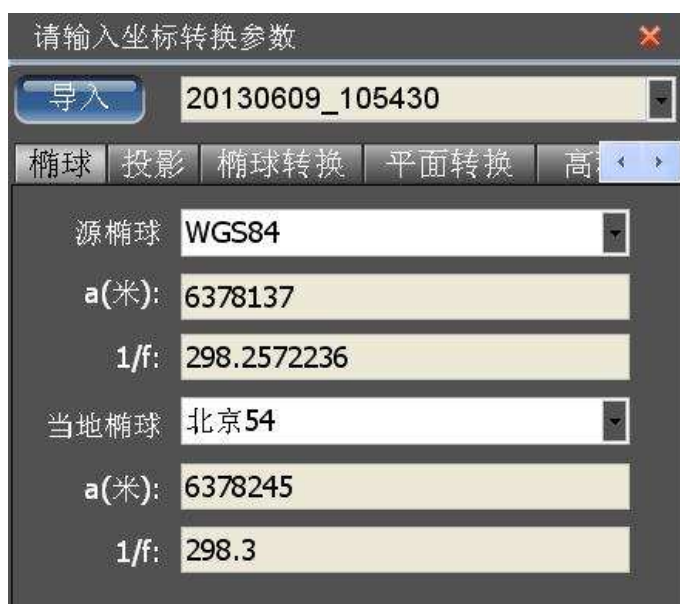 请输入坐标转换参数
导入 20130609_105430
椭球 投影 椭球转换 平面转换 高
源椭球 WGS84
a(米): 6378137
1/f: 298.2572236
当地椭球 北京54
a(米): 6378245
1/f: 298.3